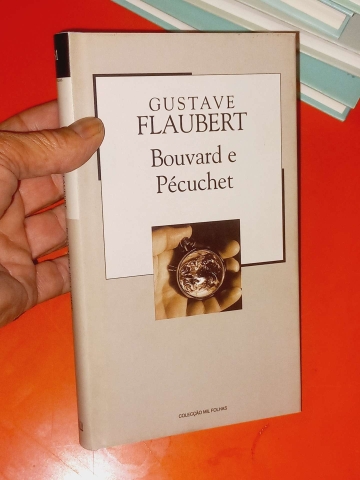 GUSTAVE
FLAUBERT
Bouvard e
Pécuchet
COLECÇÃO MIL FOLHAS